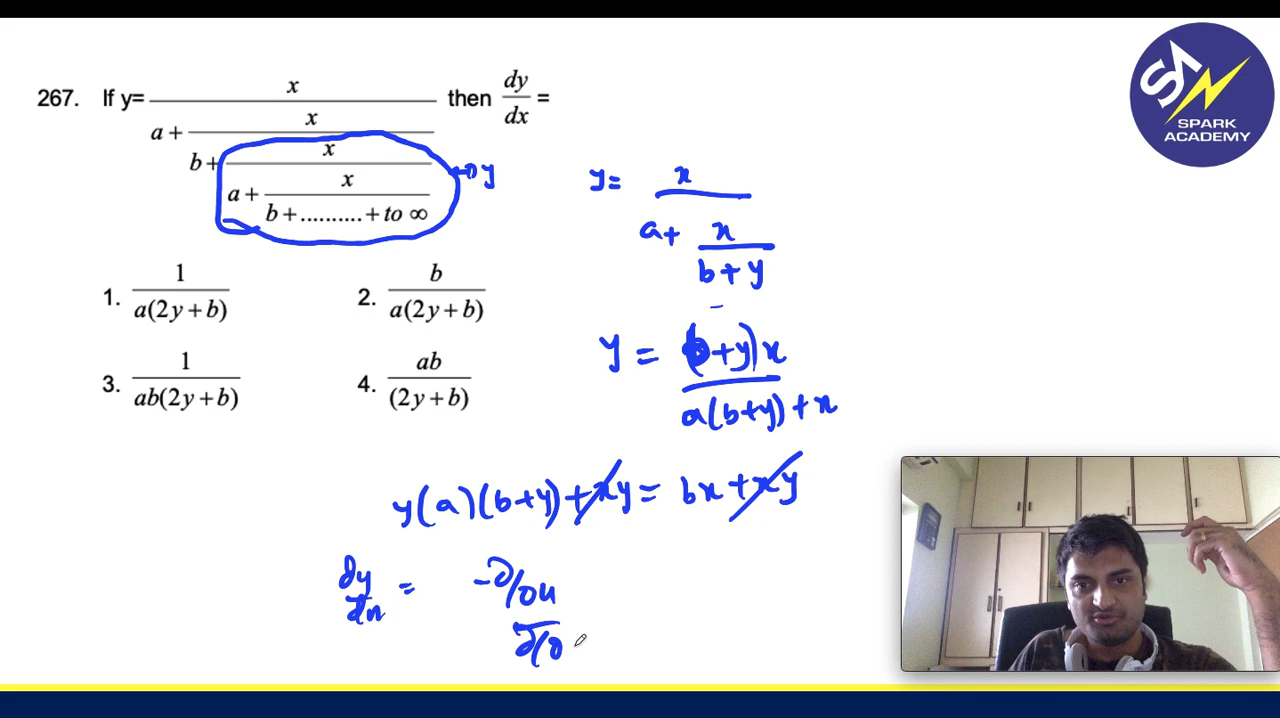 267. If y= x then dy/dx =
a + x
b + x
a + x
b + .......... + to ∞
→ y
1. 1/a(2y + b)
2. b/a(2y + b)
3. 1/ab(2y + b)
4. ab/(2y + b)
y = x
a + x
b + y
y = (b+y)x
a(b+y) + x
y(a)(b+y) + xy = bx + xy
dy/dx =
SAN
SPARK
ACADEMY